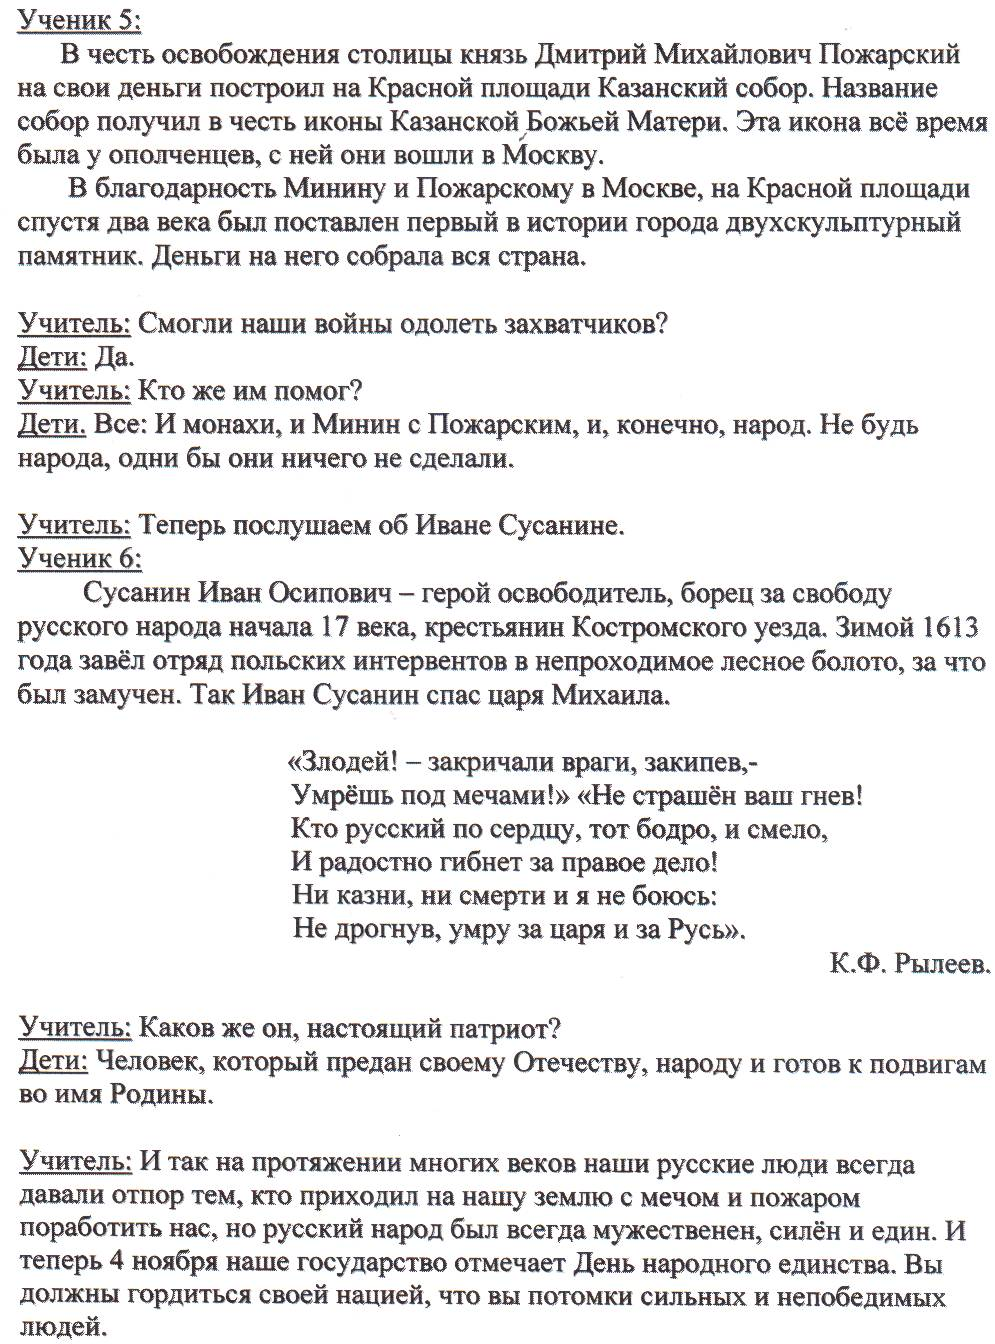 Ученик 5:
В честь освобождения столицы князь Дмитрий Михайлович Пожарский
на свои деньги построил на Красной площади Казанский собор. Название
собор получил в честь иконы Казанской Божьей Матери. Эта икона всё время
была у ополченцев, с ней они вошли в Москву.
В благодарность Минину и Пожарскому в Москве, на Красной площади
спустя два века был поставлен первый в истории города двухскульптурный
памятник. Деньги на него собрала вся страна.
Учитель: Смогли наши войны одолеть захватчиков?
Дети: Да.
Учитель: Кто же им помог?
Дети. Все: И монахи, и Минин с Пожарским, и, конечно, народ. Не будь
народа, одни бы они ничего не сделали.
Учитель: Теперь послушаем об Иване Сусанине.
Ученик 6:
Сусанин Иван Осипович – герой освободитель, борец за свободу
русского народа начала 17 века, крестьянин Костромского уезда. Зимой 1613
года завёл отряд польских интервентов в непроходимое лесное болото, за что
был замучен. Так Иван Сусанин спас царя Михаила.
«Злодей! – закричали враги, закипев,-
Умрёшь под мечами!» «Не страшён ваш гнев!
Кто русский по сердцу, тот бодро, и смело,
И радостно гибнет за правое дело!
Ни казни, ни смерти и я не боюсь:
Не дрогнув, умру за царя и за Русь».
К.Ф. Рылеев.
Учитель: Каков же он, настоящий патриот?
Дети: Человек, который предан своему Отечеству, народу и готов к подвигам
во имя Родины.
Учитель: И так на протяжении многих веков наши русские люди всегда
давали отпор тем, кто приходил на нашу землю с мечом и пожаром
поработить нас, но русский народ был всегда мужественен, силён и един. И
теперь 4 ноября наше государство отмечает День народного единства. Вы
должны гордиться своей нацией, что вы потомки сильных и непобедимых
людей.